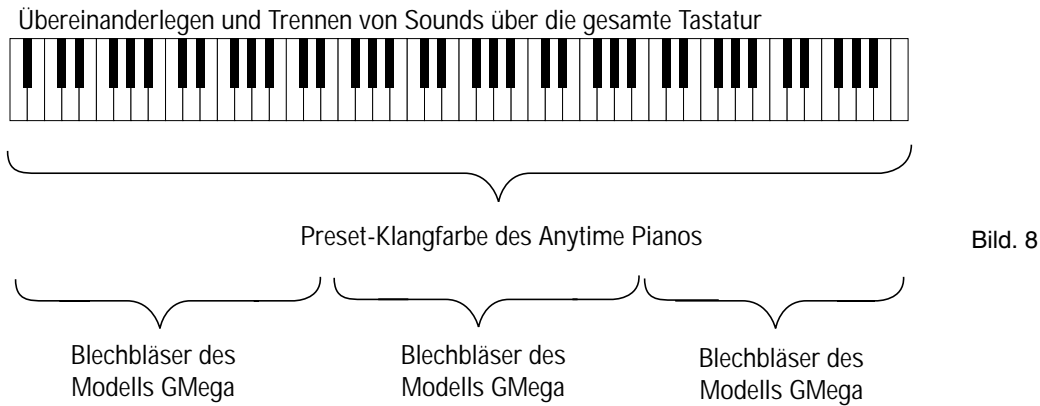 Übereinanderlegen und Trennen von Sounds über die gesamte Tastatur
Preset-Klangfarbe des Anytime Pianos
Bild. 8
Blechbläser des
Modells GMega
Blechbläser des
Modells GMega
Blechbläser des
Modells GMega